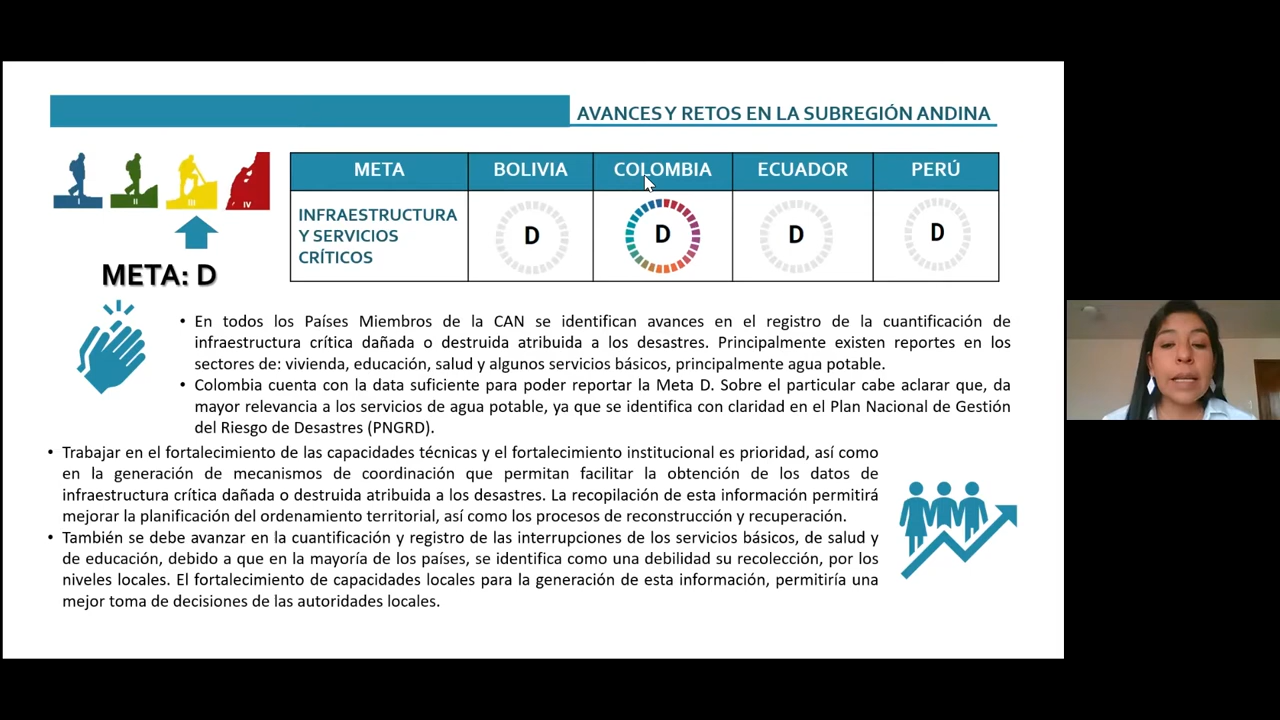 AVANCES Y RETOS EN LA SUBREGIÓN ANDINA
I II III IV
META: D
META BOLIVIA COLOMBIA ECUADOR PERÚ
INFRAESTRUCTURA
Y SERVICIOS
CRÍTICOS
D D D D
• En todos los Países Miembros de la CAN se identifican avances en el registro de la cuantificación de
infraestructura crítica dañada o destruida atribuida a los desastres. Principalmente existen reportes en los
sectores de: vivienda, educación, salud y algunos servicios básicos, principalmente agua potable.
• Colombia cuenta con la data suficiente para poder reportar la Meta D. Sobre el particular cabe aclarar que, da
mayor relevancia a los servicios de agua potable, ya que se identifica con claridad en el Plan Nacional de Gestión
del Riesgo de Desastres (PNGRD).
• Trabajar en el fortalecimiento de las capacidades técnicas y el fortalecimiento institucional es prioridad, así como
en la generación de mecanismos de coordinación que permitan facilitar la obtención de los datos de
infraestructura crítica dañada o destruida atribuida a los desastres. La recopilación de esta información permitirá
mejorar la planificación del ordenamiento territorial, así como los procesos de reconstrucción y recuperación.
• También se debe avanzar en la cuantificación y registro de las interrupciones de los servicios básicos, de salud y
de educación, debido a que en la mayoría de los países, se identifica como una debilidad su recolección, por los
niveles locales. El fortalecimiento de capacidades locales para la generación de esta información, permitiría una
mejor toma de decisiones de las autoridades locales.